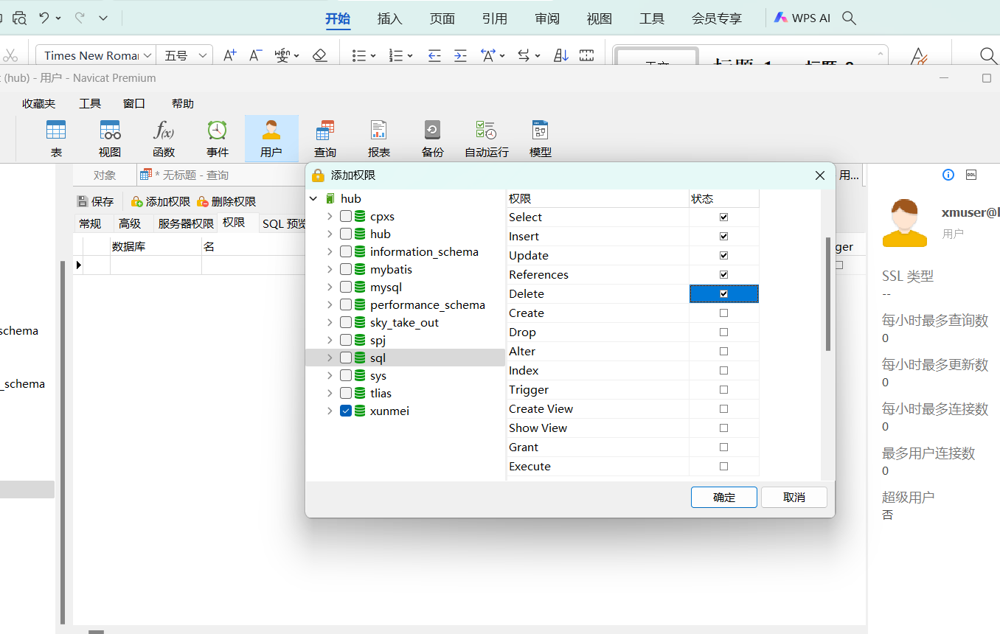 开始 插入 页面 引用 审阅 视图 工具 会员专享 WPS AI
Times New Roman 五号 A+ A- wén 变
(hub) - 用户 - Navicat Premium
收藏夹 工具 窗口 帮助
表 视图 f(x) 函数 事件 用户 查询 报表 备份 自动运行 模型
对象 * 无标题 - 查询 用...
保存 添加权限 删除权限
常规 高级 服务器权限 权限 SQL 预览
数据库 名 ger
schema
_schema
添加权限
hub
cpxs
hub
information_schema
mybatis
mysql
performance_schema
sky_take_out
spj
sql
sys
tlias
xunmei
权限 状态
Select
Insert
Update
References
Delete
Create
Drop
Alter
Index
Trigger
Create View
Show View
Grant
Execute
确定 取消
DDL
xmuser@
用户
SSL 类型
--
每小时最多查询数
0
每小时最多更新数
0
每小时最多连接数
0
最多用户连接数
0
超级用户
否